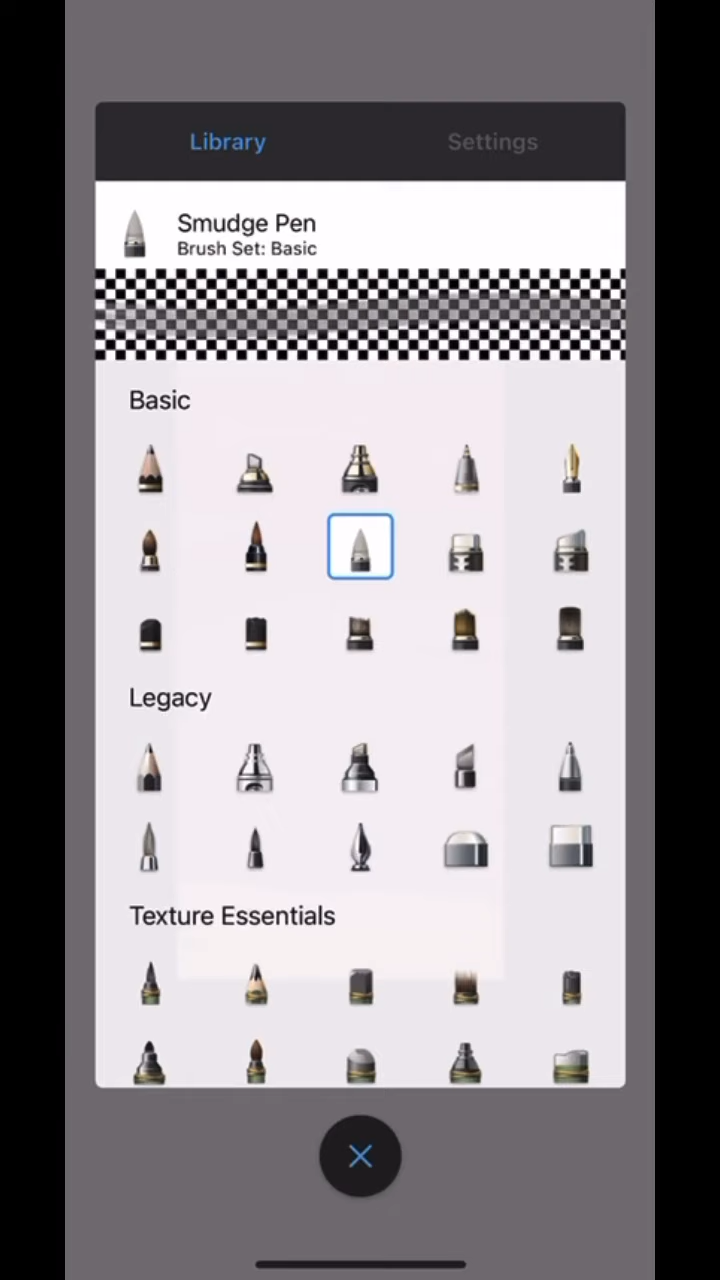 Library
Settings
Smudge Pen
Brush Set: Basic
Basic
Legacy
Texture Essentials